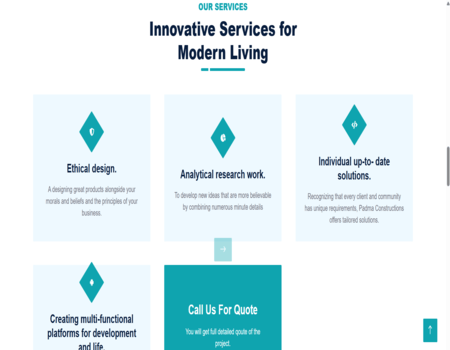 OUR SERVICES
Innovative Services for
Modern Living
Ethical design.
A designing great products alongside your
morals and beliefs and the principles of your
business.
Analytical research work.
To develop new ideas that are more believable
by combining numerous minute details
Individual up-to- date
solutions.
Recognizing that every client and community
has unique requirements, Padma Constructions
offers tailored solutions.
Creating multi-functional
platforms for development
and life.
Call Us For Quote
You will get full detailed qoute of the
project.